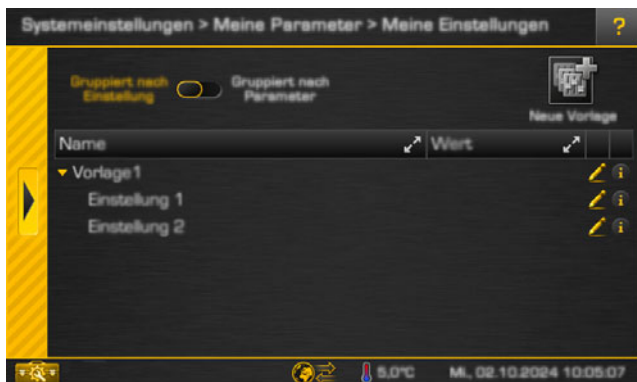 Systemeinstellungen > Meine Parameter > Meine Einstellungen ?
Gruppiert nach
Einstellung
Gruppiert nach
Parameter
Neue Vorlage
Name Wert
Vorlage1
Einstellung 1
Einstellung 2
5,0°C Mi., 02.10.2024 10:05:07